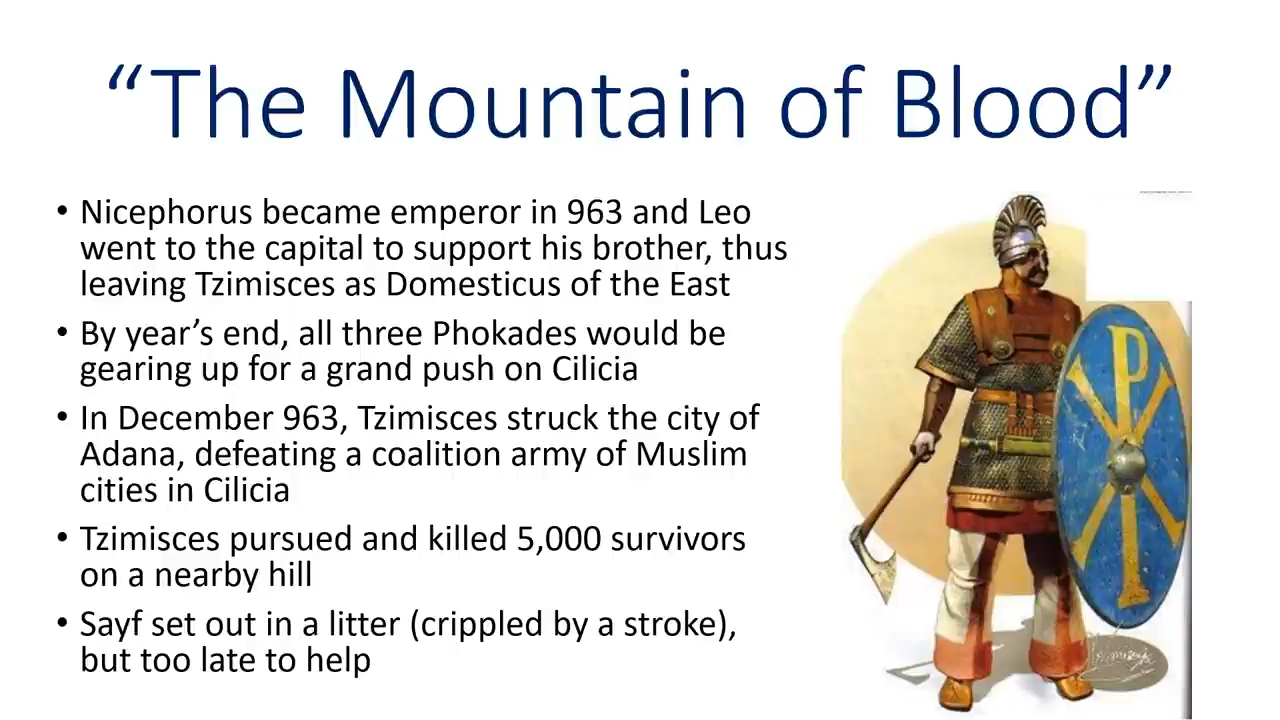 “The Mountain of Blood”
• Nicephorus became emperor in 963 and Leo
went to the capital to support his brother, thus
leaving Tzimisces as Domesticus of the East
• By year’s end, all three Phokades would be
gearing up for a grand push on Cilicia
• In December 963, Tzimisces struck the city of
Adana, defeating a coalition army of Muslim
cities in Cilicia
• Tzimisces pursued and killed 5,000 survivors
on a nearby hill
• Sayf set out in a litter (crippled by a stroke),
but too late to help